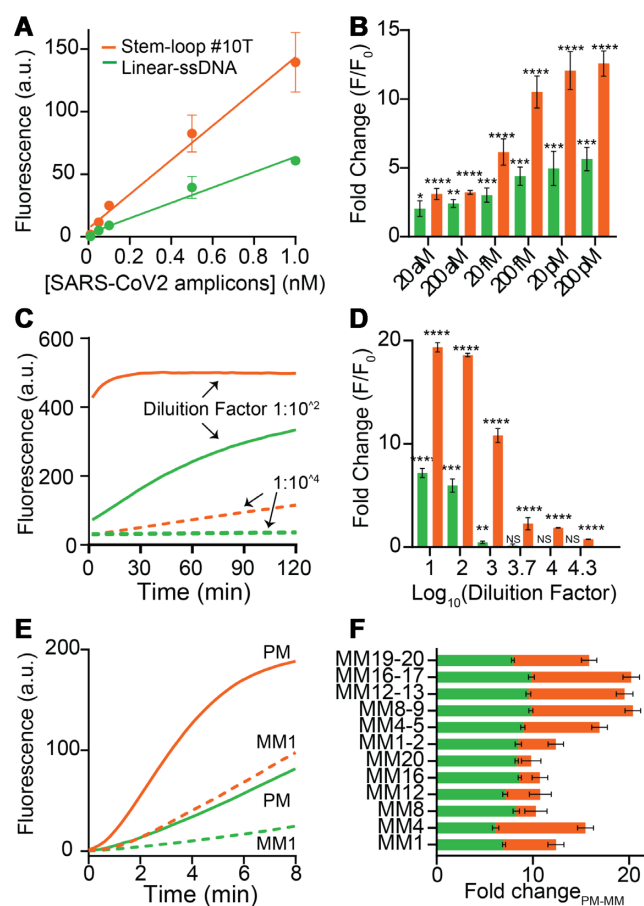 A
Fluorescence (a.u.)
150
100
50
0
Stem-loop #10T
Linear-ssDNA
0.0 0.2 0.4 0.6 0.8 1.0
[SARS-CoV2 amplicons] (nM)
B
Fold Change (F/F0)
15
10
5
0
* **** ** **** *** **** *** **** *** **** *** ****
20 aM 200 aM 20 fM 200 fM 20 pM 200 pM
C
Fluorescence (a.u.)
600
400
200
0
Diluition Factor 1:10^2
1:10^4
0 30 60 90 120
Time (min)
D
Fold Change (F/F0)
20
10
0
**** **** *** **** ** **** NS **** NS **** NS ****
1 2 3 3.7 4 4.3
Log10(Diluition Factor)
E
Fluorescence (a.u.)
200
100
0
PM
MM1
PM
MM1
0 2 4 6 8
Time (min)
F
MM19-20
MM16-17
MM12-13
MM8-9
MM4-5
MM1-2
MM20
MM16
MM12
MM8
MM4
MM1
0 10 20
Fold changePM-MM